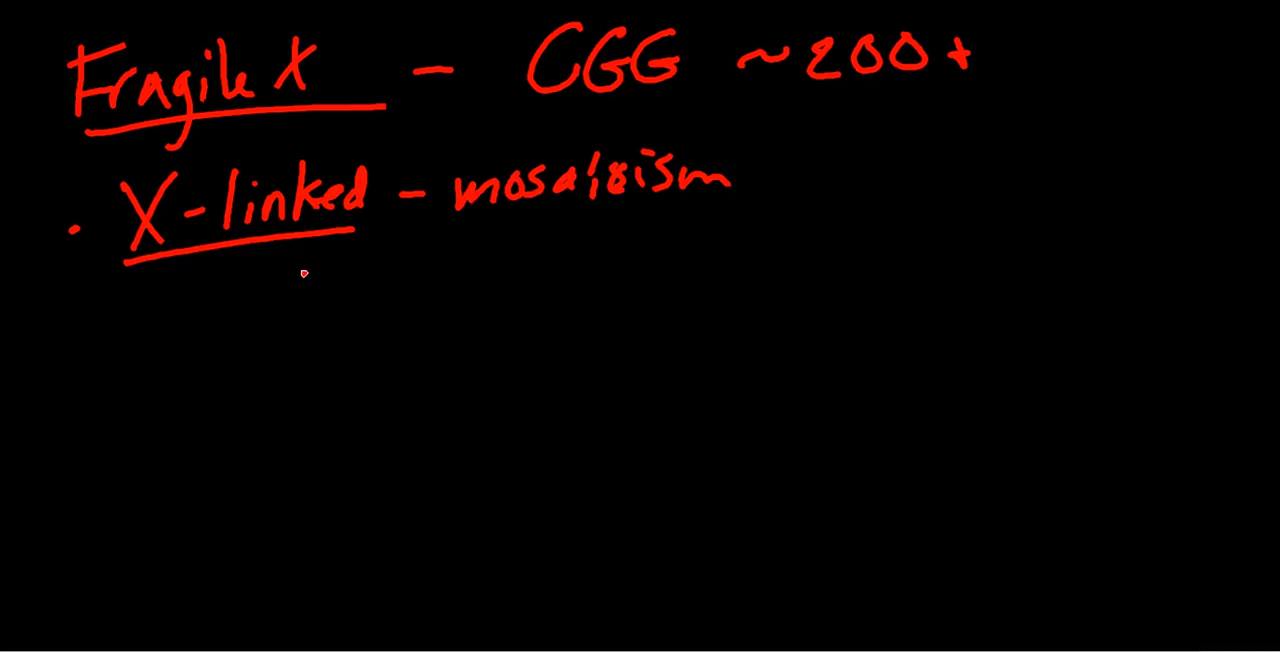 Fragile X - CGG ~200+
· X-linked - mosaicism